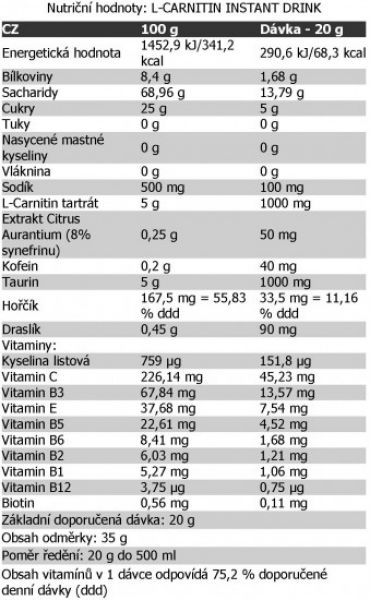 Nutriční hodnoty: L-CARNITIN INSTANT DRINK
CZ 100 g Dávka - 20 g
Energetická hodnota 1452,9 kJ/341,2 kcal 290,6 kJ/68,3 kcal
Bílkoviny 8,4 g 1,68 g
Sacharidy 68,96 g 13,79 g
Cukry 25 g 5 g
Tuky 0 g 0 g
Nasycené mastné kyseliny 0 g 0 g
Vláknina 0 g 0 g
Sodík 500 mg 100 mg
L-Carnitin tartrát 5 g 1000 mg
Extrakt Citrus Aurantium (8% synefrinu) 0,25 g 50 mg
Kofein 0,2 g 40 mg
Taurin 5 g 1000 mg
Hořčík 167,5 mg = 55,83 % ddd 33,5 mg = 11,16 % ddd
Draslík 0,45 g 90 mg
Vitaminy:
Kyselina listová 759 µg 151,8 µg
Vitamin C 226,14 mg 45,23 mg
Vitamin B3 67,84 mg 13,57 mg
Vitamin E 37,68 mg 7,54 mg
Vitamin B5 22,61 mg 4,52 mg
Vitamin B6 8,41 mg 1,68 mg
Vitamin B2 6,03 mg 1,21 mg
Vitamin B1 5,27 mg 1,06 mg
Vitamin B12 3,75 µg 0,75 µg
Biotin 0,56 mg 0,11 mg
Základní doporučená dávka: 20 g
Obsah odměrky: 35 g
Poměr ředění: 20 g do 500 ml
Obsah vitamínů v 1 dávce odpovídá 75,2 % doporučené
denní dávky (ddd)